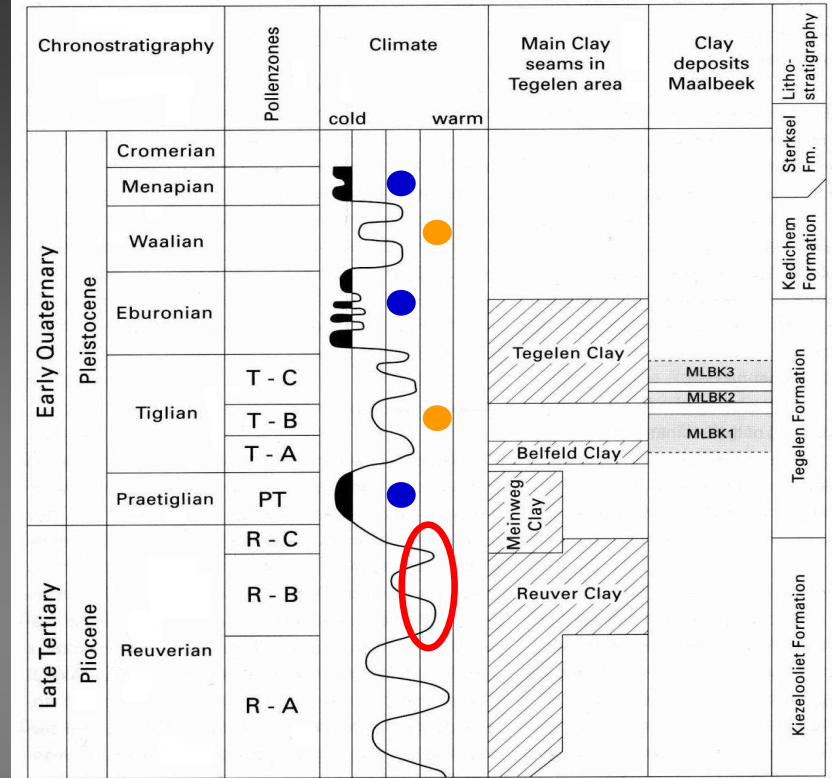 Chronostratigraphy
Pollenzones
Climate
cold
warm
Main Clay
seams in
Tegelen area
Clay
deposits
Maalbeek
Litho-
stratigraphy
Early Quaternary
Pleistocene
Cromerian
Menapian
Waalian
Eburonian
Tiglian
Praetiglian
T - C
T - B
T - A
PT
Late Tertiary
Pliocene
Reuverian
R - C
R - B
R - A
Tegelen Clay
Belfeld Clay
Meinweg
Clay
Reuver Clay
MLBK3
MLBK2
MLBK1
Sterksel
Fm.
Kedichem
Formation
Tegelen Formation
Kiezelooliet Formation